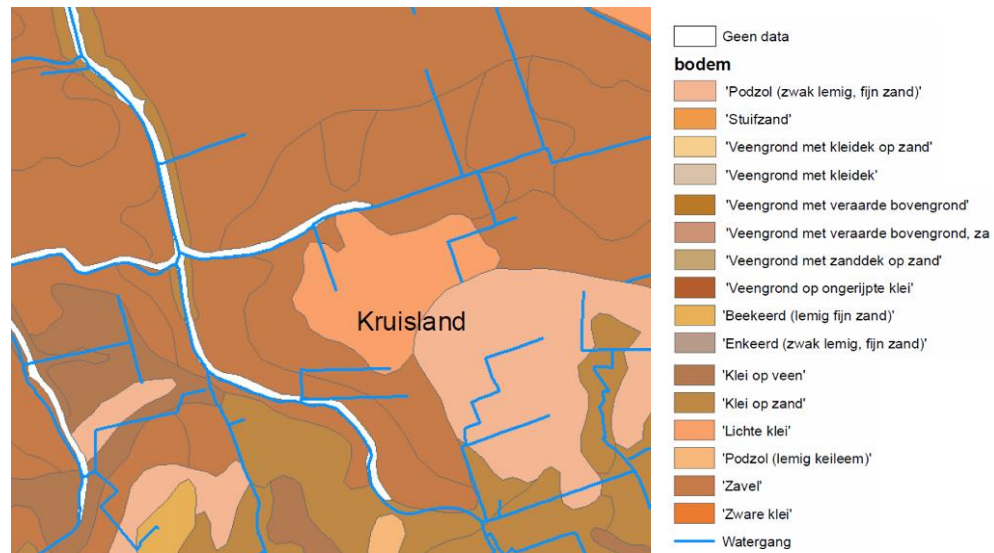 Kruisland
Geen data
bodem
'Podzol (zwak lemig, fijn zand)'
'Stuifzand'
'Veengrond met kleidek op zand'
'Veengrond met kleidek'
'Veengrond met veraarde bovengrond'
'Veengrond met veraarde bovengrond, za
'Veengrond met zanddek op zand'
'Veengrond op ongerijpte klei'
'Beekeerd (lemig fijn zand)'
'Enkeerd (zwak lemig, fijn zand)'
'Klei op veen'
'Klei op zand'
'Lichte klei'
'Podzol (lemig keileem)'
'Zavel'
'Zware klei'
Watergang